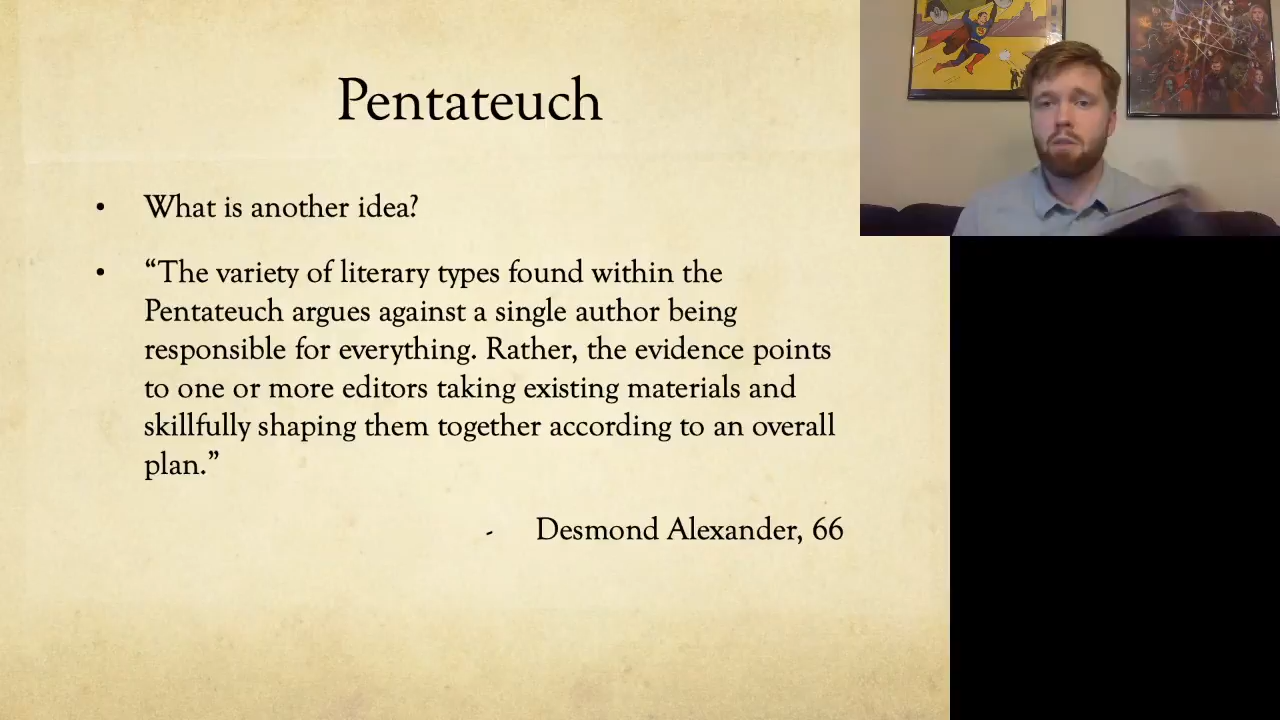 Pentateuch
• What is another idea?
• “The variety of literary types found within the
Pentateuch argues against a single author being
responsible for everything. Rather, the evidence points
to one or more editors taking existing materials and
skillfully shaping them together according to an overall
plan.”
- Desmond Alexander, 66